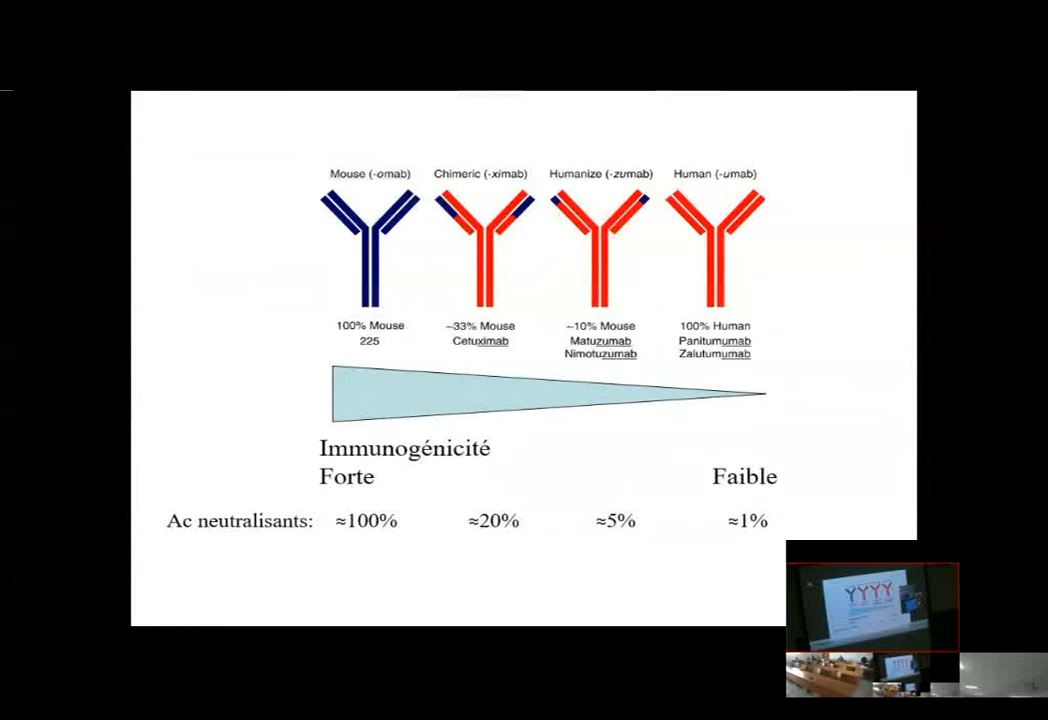 Mouse (-omab) Chimeric (-ximab) Humanize (-zumab) Human (-umab)
100% Mouse ~33% Mouse ~10% Mouse 100% Human
225 Cetuximab Matuzumab Panitumumab
Nimotuzumab Zalutumumab
Immunogénicité
Forte Faible
Ac neutralisants: ≈100% ≈20% ≈5% ≈1%